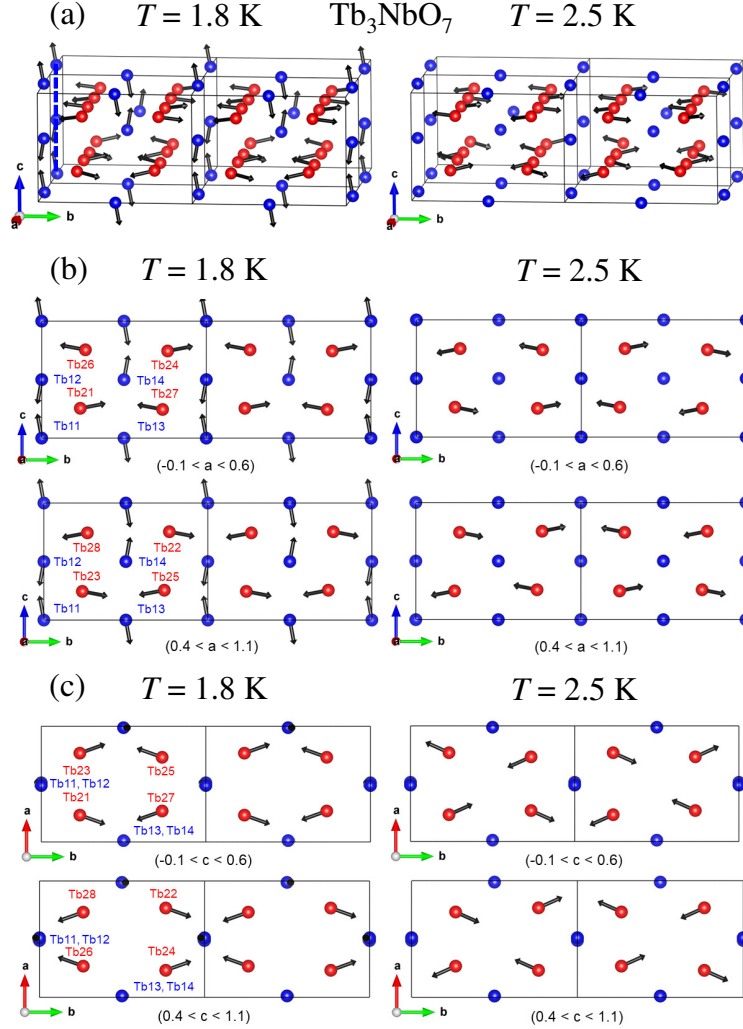 (a) T = 1.8 K Tb₃NbO₇ T = 2.5 K
c
b
a
c
b
a
(b) T = 1.8 K T = 2.5 K
Tb26 Tb24
Tb12 Tb14
Tb21 Tb27
Tb11 Tb13
c
a b
(-0.1 < a < 0.6)
c
a b
(-0.1 < a < 0.6)
Tb28 Tb22
Tb12 Tb14
Tb23 Tb25
Tb11 Tb13
c
a b
(0.4 < a < 1.1)
c
a b
(0.4 < a < 1.1)
(c) T = 1.8 K T = 2.5 K
Tb23 Tb25
Tb11, Tb12
Tb21 Tb27
Tb13, Tb14
a
b
(-0.1 < c < 0.6)
a
b
(-0.1 < c < 0.6)
Tb28 Tb22
Tb11, Tb12
Tb26 Tb24
Tb13, Tb14
a
b
(0.4 < c < 1.1)
a
b
(0.4 < c < 1.1)